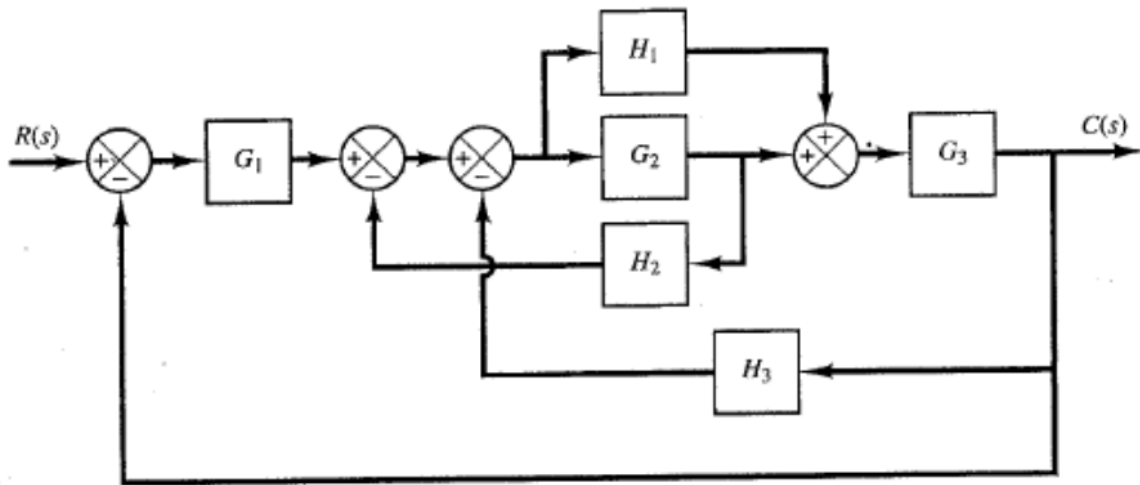 H₁
R(s)
+
−
G₁
+
−
+
−
G₂
+
+
G₃
C(s)
H₂
H₃